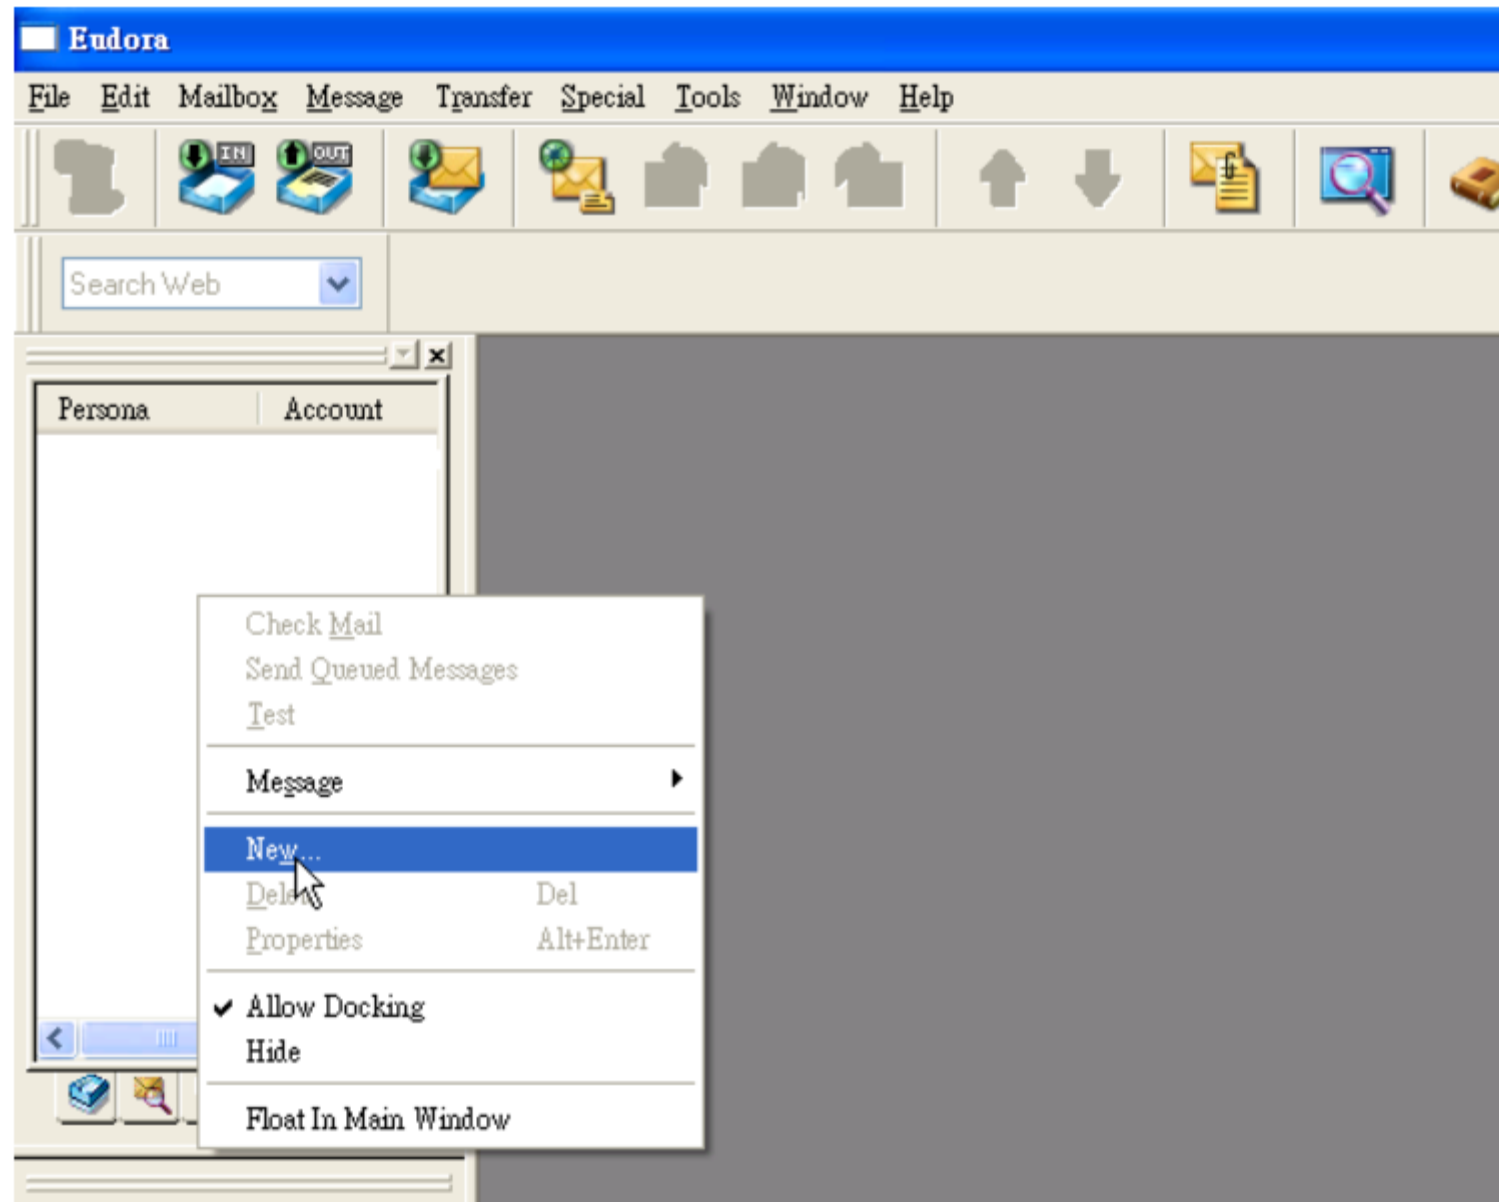 Eudora
File Edit Mailbox Message Transfer Special Tools Window Help
IN OUT
Search Web
Persona Account
Check Mail
Send Queued Messages
Test
Message
New...
Del
Properties Alt+Enter
Allow Docking
Hide
Float In Main Window